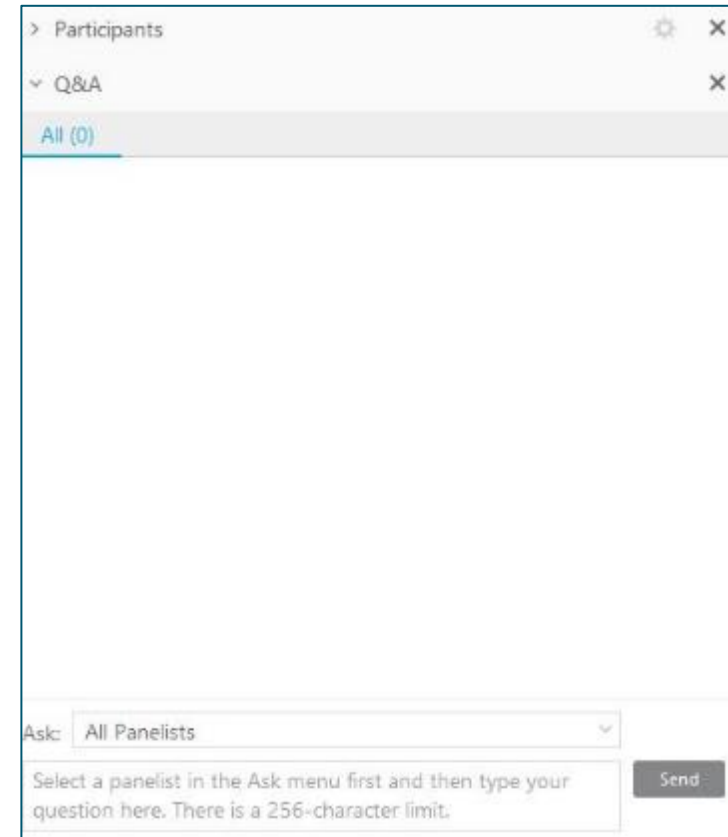 Participants
Q&A
All (0)
Ask: All Panelists
Select a panelist in the Ask menu first and then type your
question here. There is a 256-character limit.
Send